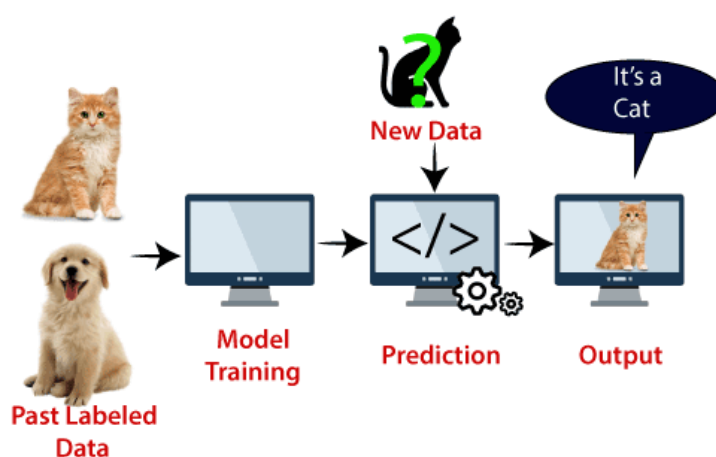 It's a
Cat
?
New Data
</>
Model
Training
Prediction
Output
Past Labeled
Data